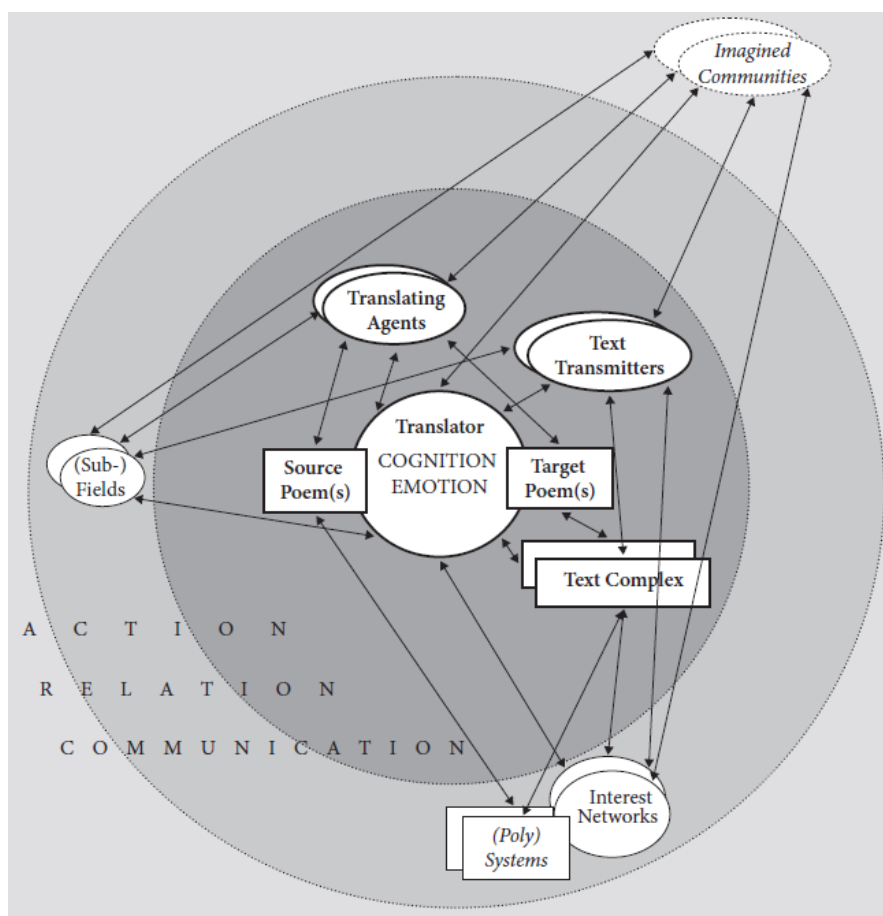 Imagined
Communities
Translating
Agents
Text
Transmitters
Translator
COGNITION
EMOTION
(Sub-)
Fields
Source
Poem(s)
Target
Poem(s)
Text Complex
A C T I O N
R E L A T I O N
C O M M U N I C A T I O N
Interest
Networks
(Poly)
Systems